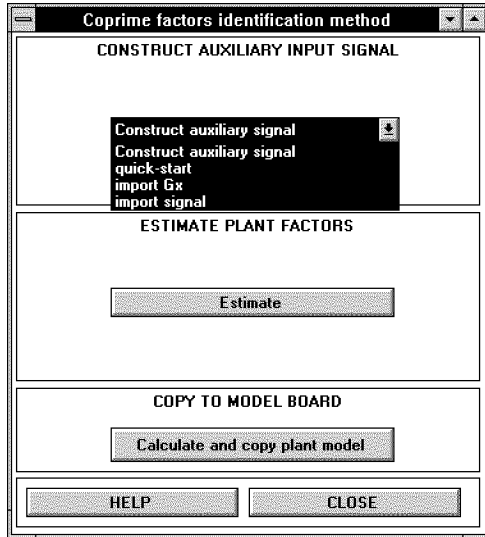 Coprime factors identification method
CONSTRUCT AUXILIARY INPUT SIGNAL
Construct auxiliary signal
Construct auxiliary signal
quick-start
import Gx
import signal
ESTIMATE PLANT FACTORS
Estimate
COPY TO MODEL BOARD
Calculate and copy plant model
HELP
CLOSE